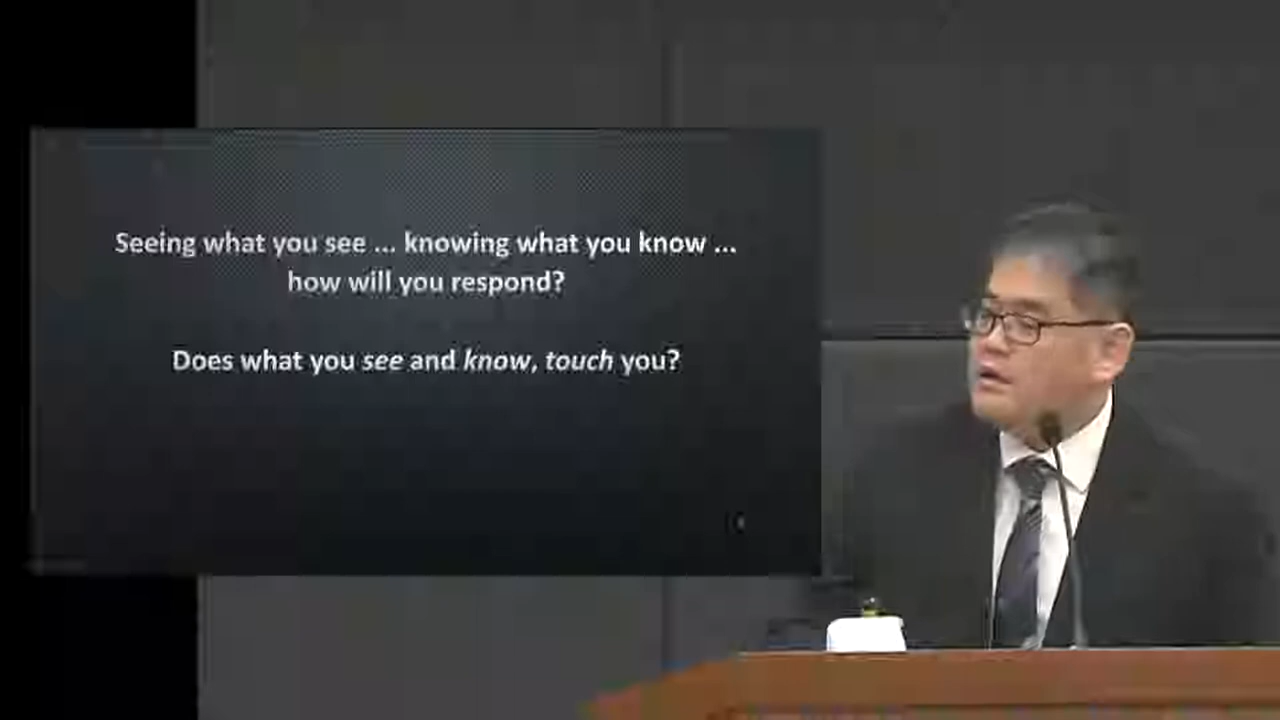 Seeing what you see ... knowing what you know ...
how will you respond?
Does what you see and know, touch you?